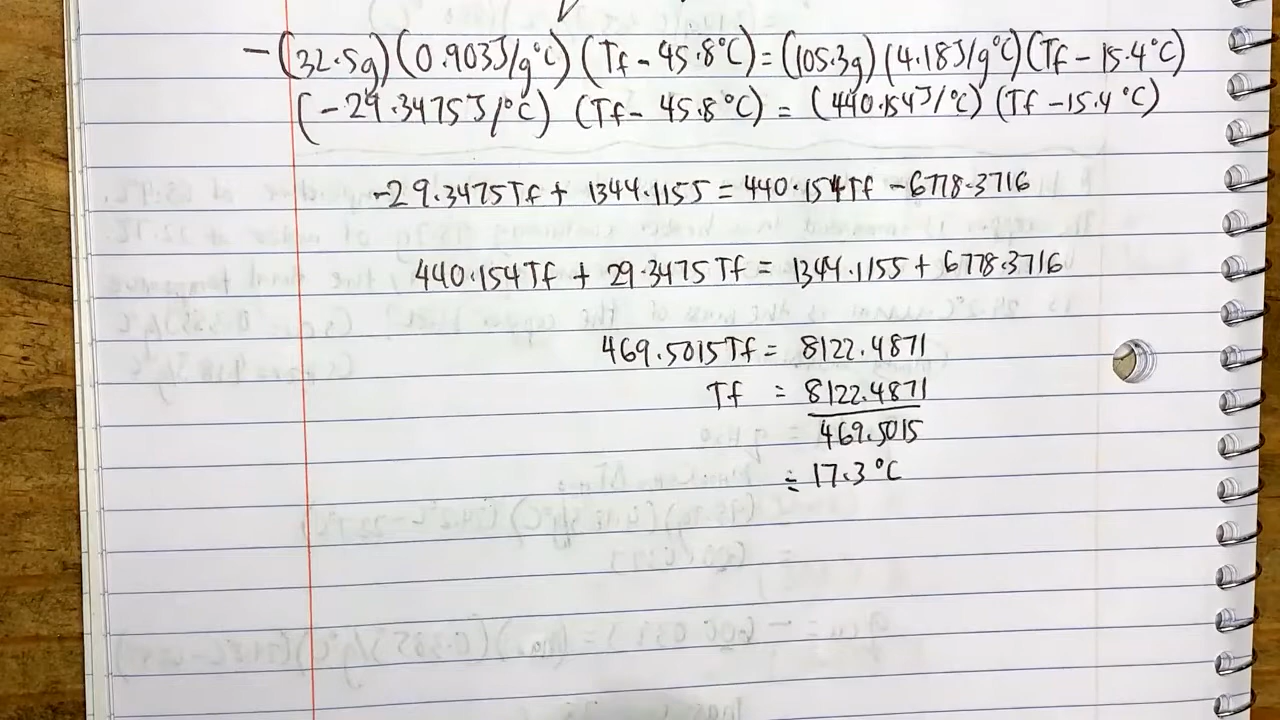 -(32.5g)(0.903J/g°C)(Tf-45.8°C)=(105.3g)(4.18J/g°C)(Tf-15.4°C)
(-29.3475J/°C) (Tf-45.8°C) = (440.154J/°C) (Tf-15.4°C)
-29.3475Tf + 1344.1155 = 440.154Tf - 6778.3716
440.154Tf + 29.3475Tf = 1344.1155 + 6778.3716
469.5015Tf = 8122.4871
Tf = 8122.4871
469.5015
= 17.3°C